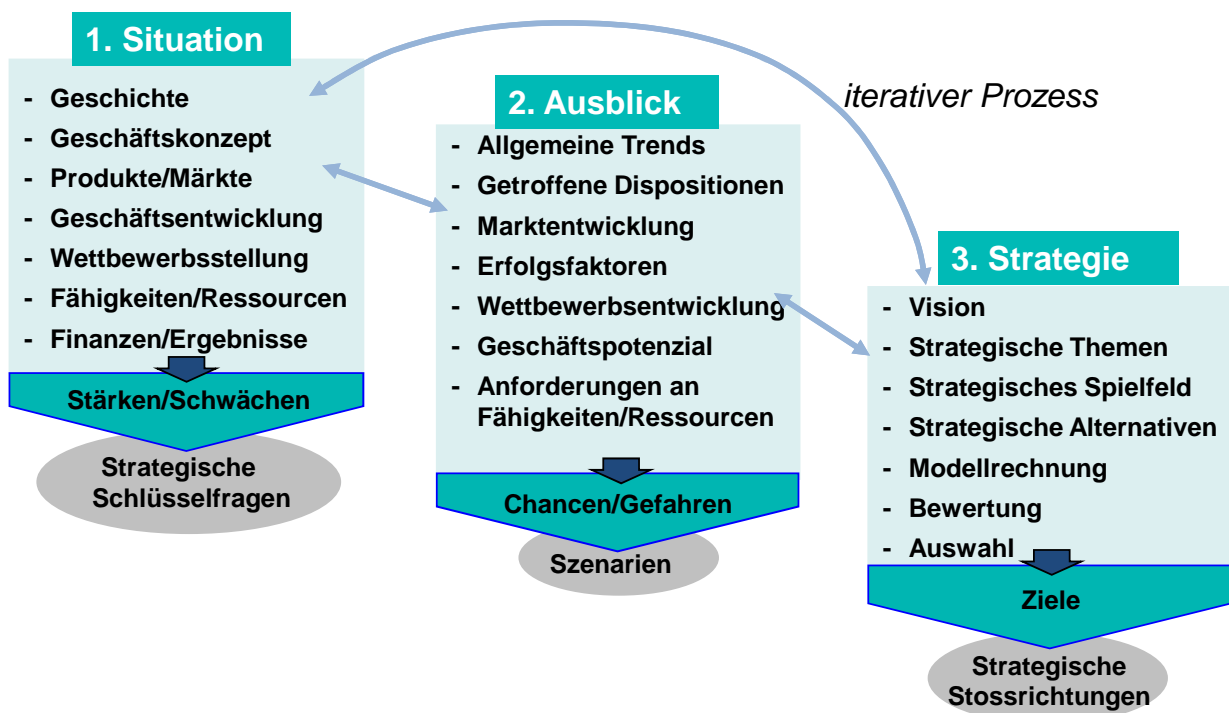 1. Situation
- Geschichte
- Geschäftskonzept
- Produkte/Märkte
- Geschäftsentwicklung
- Wettbewerbsstellung
- Fähigkeiten/Ressourcen
- Finanzen/Ergebnisse
Stärken/Schwächen
Strategische
Schlüsselfragen
2. Ausblick
- Allgemeine Trends
- Getroffene Dispositionen
- Marktentwicklung
- Erfolgsfaktoren
- Wettbewerbsentwicklung
- Geschäftspotenzial
- Anforderungen an
Fähigkeiten/Ressourcen
Chancen/Gefahren
Szenarien
iterativer Prozess
3. Strategie
- Vision
- Strategische Themen
- Strategisches Spielfeld
- Strategische Alternativen
- Modellrechnung
- Bewertung
- Auswahl
Ziele
Strategische
Stossrichtungen